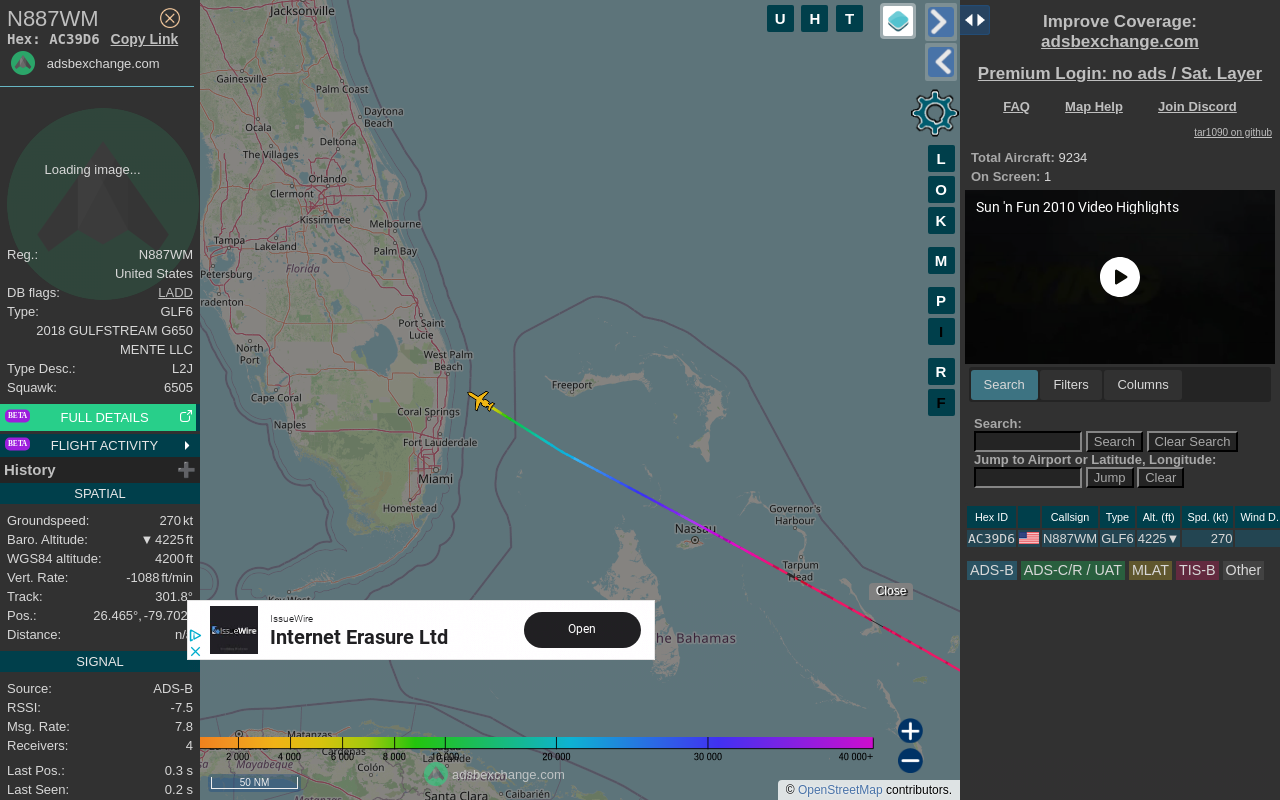 N887WM
Hex: AC39D6 Copy Link
adsbexchange.com
Loading image...
Reg.: N887WM
United States
DB flags: LADD
Type: GLF6
2018 GULFSTREAM G650
MENTE LLC
Type Desc.: L2J
Squawk: 6505
BETA FULL DETAILS
BETA FLIGHT ACTIVITY
History
SPATIAL
Groundspeed: 270 kt
Baro. Altitude: ▼ 4225 ft
WGS84 altitude: 4200 ft
Vert. Rate: -1088 ft/min
Track: 301.8°
Pos.: 26.465°, -79.702
Distance: n/
SIGNAL
Source: ADS-B
RSSI: -7.5
Msg. Rate: 7.8
Receivers: 4
Last Pos.: 0.3 s
Last Seen: 0.2 s
Jacksonville
Gainesville
Palm Coast
Daytona
Beach
Ocala
Deltona
The Villages
Orlando
Clermont
Kissimmee
Melbourne
Tampa
Lakeland
Palm Bay
Florida
Petersburg
radenton
Port Saint
Lucie
North
Port
West Palm
Beach
Freeport
Cape Coral
Coral Springs
Naples
Fort Lauderdale
Miami
Homestead
Governor's
Harbour
Nassau
Tarpum
Head
Key West
he Bahamas
Close
IssueWire
IssueWire
Internet Erasure Ltd
Open
Matanzas
Cárdenas
La Grande
Mayabeque
Colón
Matanzas
Santa Clara
Caibarién
2 000 4 000 6 000 8 000 10 000 20 000 30 000 40 000+
adsbexchange.com
50 NM
© OpenStreetMap contributors.
U H T
L
O
K
M
P
I
R
F
Improve Coverage:
adsbexchange.com
Premium Login: no ads / Sat. Layer
FAQ Map Help Join Discord
tar1090 on github
Total Aircraft: 9234
On Screen: 1
Sun 'n Fun 2010 Video Highlights
Search Filters Columns
Search:
Search Clear Search
Jump to Airport or Latitude, Longitude:
Jump Clear
Hex ID Callsign Type Alt. (ft) Spd. (kt) Wind D.
AC39D6 N887WM GLF6 4225▼ 270
ADS-B ADS-C/R / UAT MLAT TIS-B Other